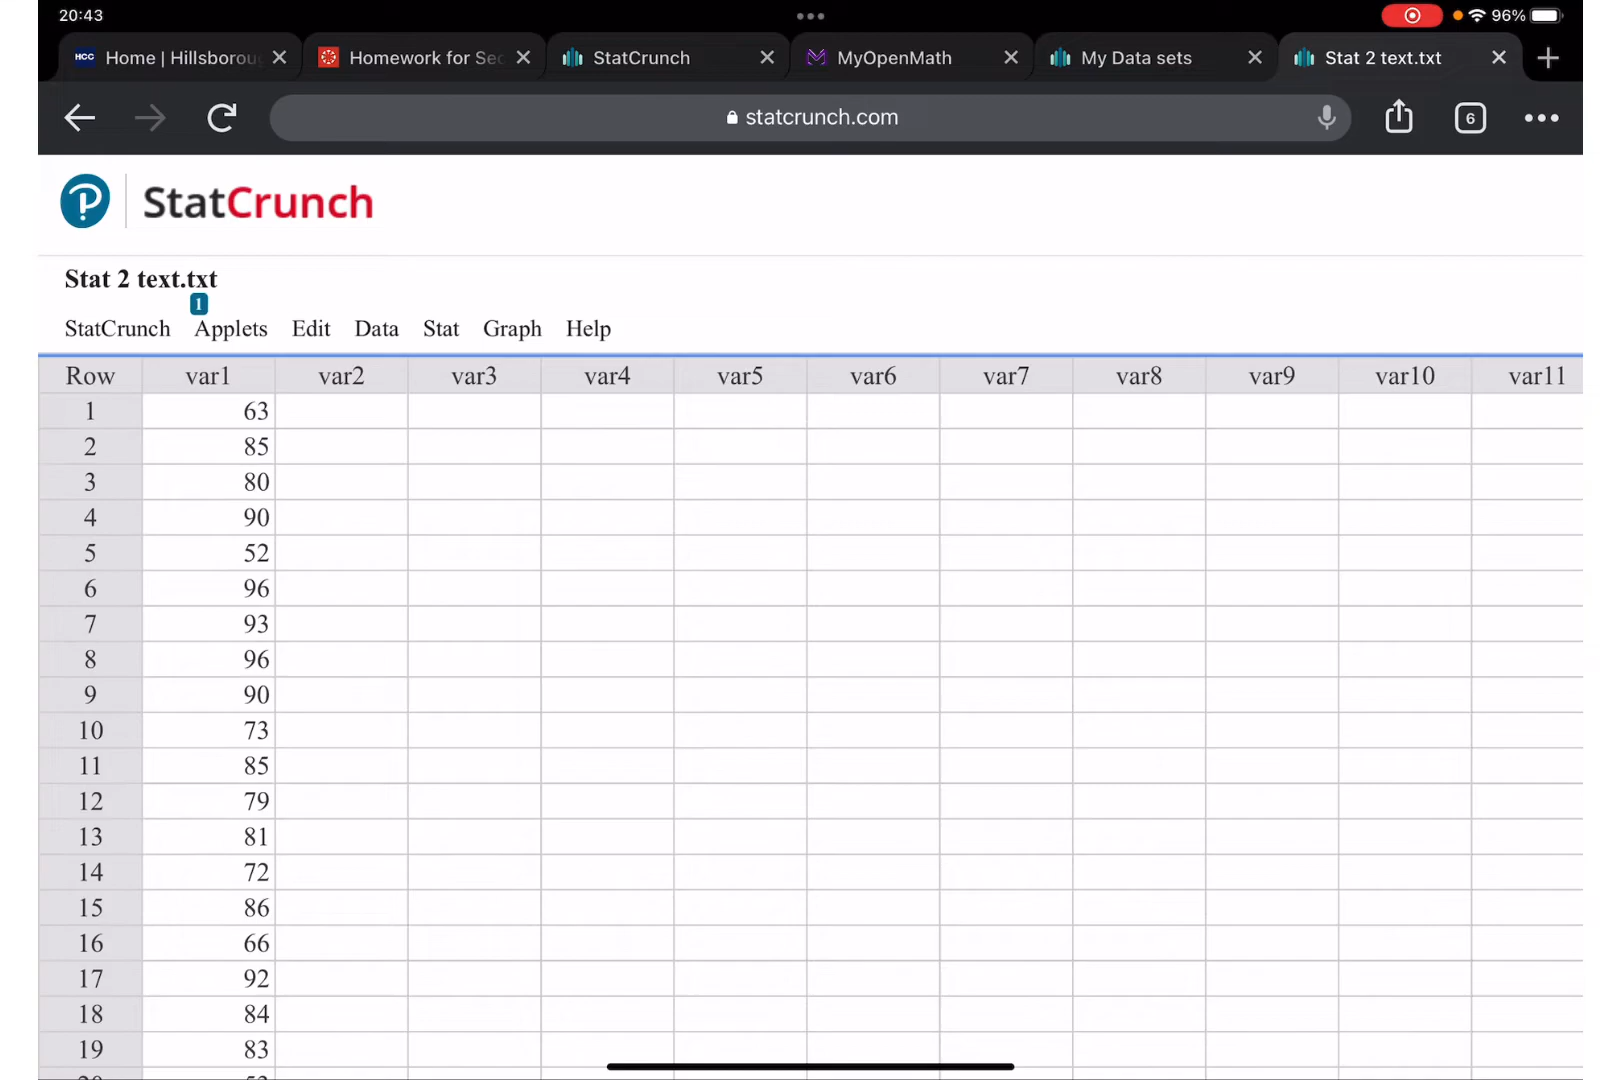 20:43
96%
HCC Home | Hillsborou
Homework for Sec
StatCrunch
MyOpenMath
My Data sets
Stat 2 text.txt
statcrunch.com
6
P StatCrunch
Stat 2 text.txt
1
StatCrunch Applets Edit Data Stat Graph Help
Row var1 var2 var3 var4 var5 var6 var7 var8 var9 var10 var11
1 63
2 85
3 80
4 90
5 52
6 96
7 93
8 96
9 90
10 73
11 85
12 79
13 81
14 72
15 86
16 66
17 92
18 84
19 83